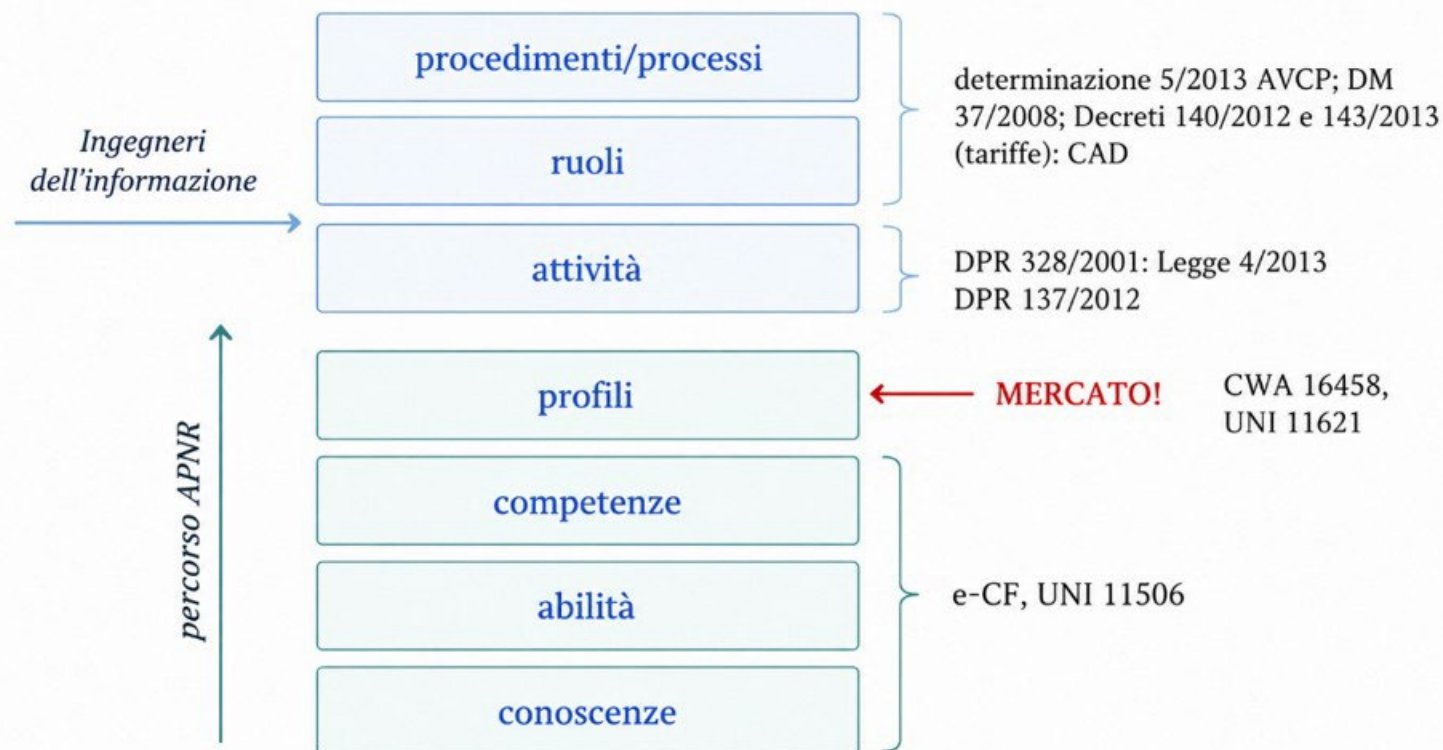 procedimenti/processi
determinazione 5/2013 AVCP; DM
37/2008; Decreti 140/2012 e 143/2013
(tariffe): CAD
Ingegneri
dell'informazione
ruoli
attività
DPR 328/2001: Legge 4/2013
DPR 137/2012
profili
MERCATO!
CWA 16458,
UNI 11621
percorso APNR
competenze
abilità
e-CF, UNI 11506
conoscenze